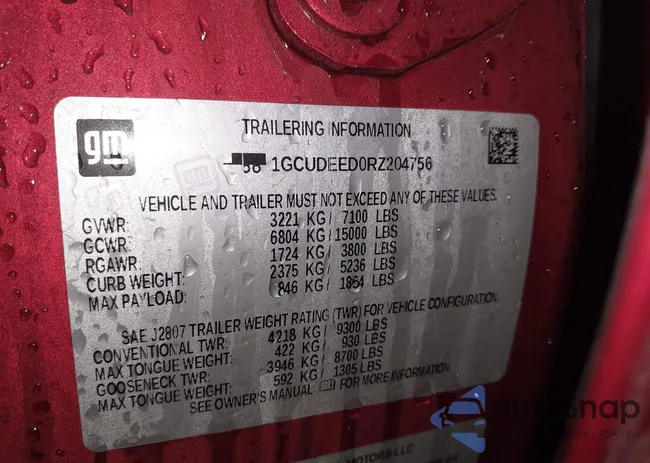 gm
TRAILERING INFORMATION
1GCUDEED0RZ204756
VEHICLE AND TRAILER MUST NOT EXCEED ANY OF THESE VALUES.
GVWR: 3221 KG/ 7100 LBS
GCWR: 6804 KG/ 15000 LBS
RGAWR: 1724 KG/ 3800 LBS
CURB WEIGHT: 2375 KG/ 5236 LBS
MAX PAYLOAD: 846 KG/ 1864 LBS
SAE J2807 TRAILER WEIGHT RATING (TWR) FOR VEHICLE CONFIGURATION.
CONVENTIONAL TWR: 4218 KG/ 9300 LBS
MAX TONGUE WEIGHT: 422 KG/ 930 LBS
GOOSENECK TWR: 3946 KG/ 8700 LBS
MAX TONGUE WEIGHT: 592 KG/ 1305 LBS
SEE OWNER'S MANUAL FOR MORE INFORMATION
MOTORS LLC